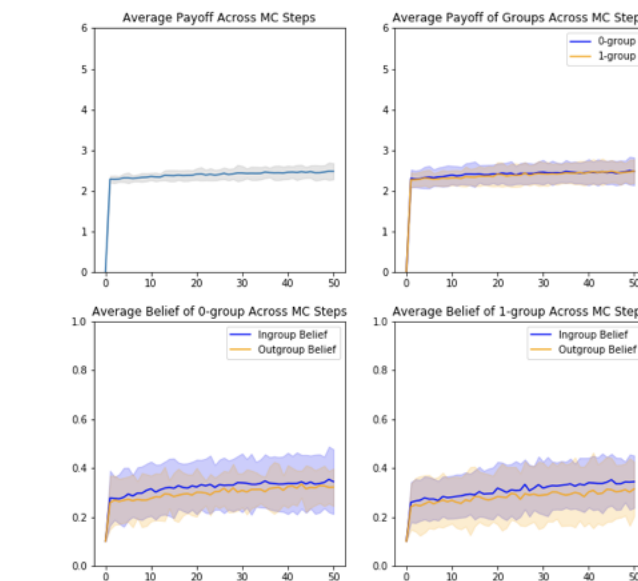 Average Payoff Across MC Steps
6
5
4
3
2
1
0
0 10 20 30 40 50
Average Payoff of Groups Across MC Step
0-group
1-group
6
5
4
3
2
1
0
0 10 20 30 40 50
Average Belief of 0-group Across MC Steps
Ingroup Belief
Outgroup Belief
1.0
0.8
0.6
0.4
0.2
0.0
0 10 20 30 40 50
Average Belief of 1-group Across MC Step
Ingroup Belief
Outgroup Belief
1.0
0.8
0.6
0.4
0.2
0.0
0 10 20 30 40 50